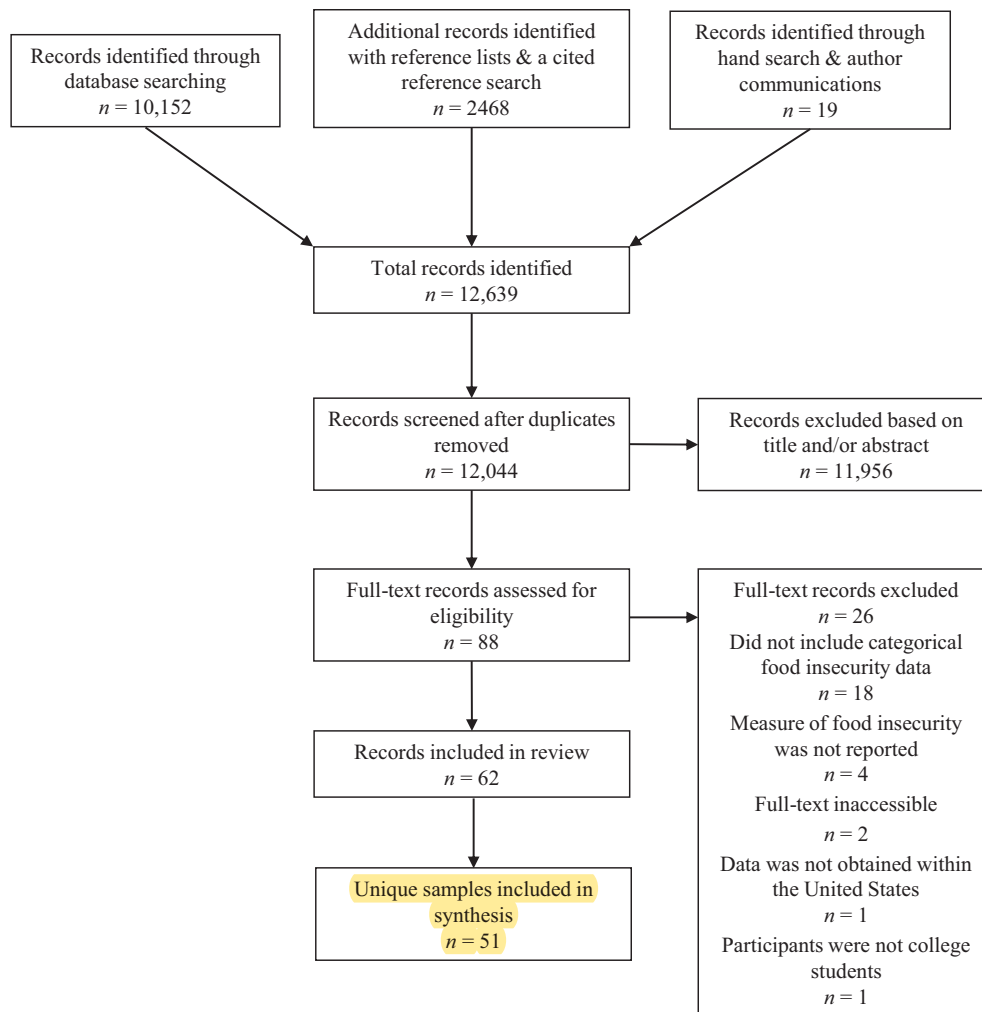 Records identified through
database searching
n = 10,152
Additional records identified
with reference lists & a cited
reference search
n = 2468
Records identified through
hand search & author
communications
n = 19
Total records identified
n = 12,639
Records screened after duplicates
removed
n = 12,044
Records excluded based on
title and/or abstract
n = 11,956
Full-text records assessed for
eligibility
n = 88
Full-text records excluded
n = 26
Did not include categorical
food insecurity data
n = 18
Measure of food insecurity
was not reported
n = 4
Full-text inaccessible
n = 2
Data was not obtained within
the United States
n = 1
Participants were not college
students
n = 1
Records included in review
n = 62
Unique samples included in
synthesis
n = 51